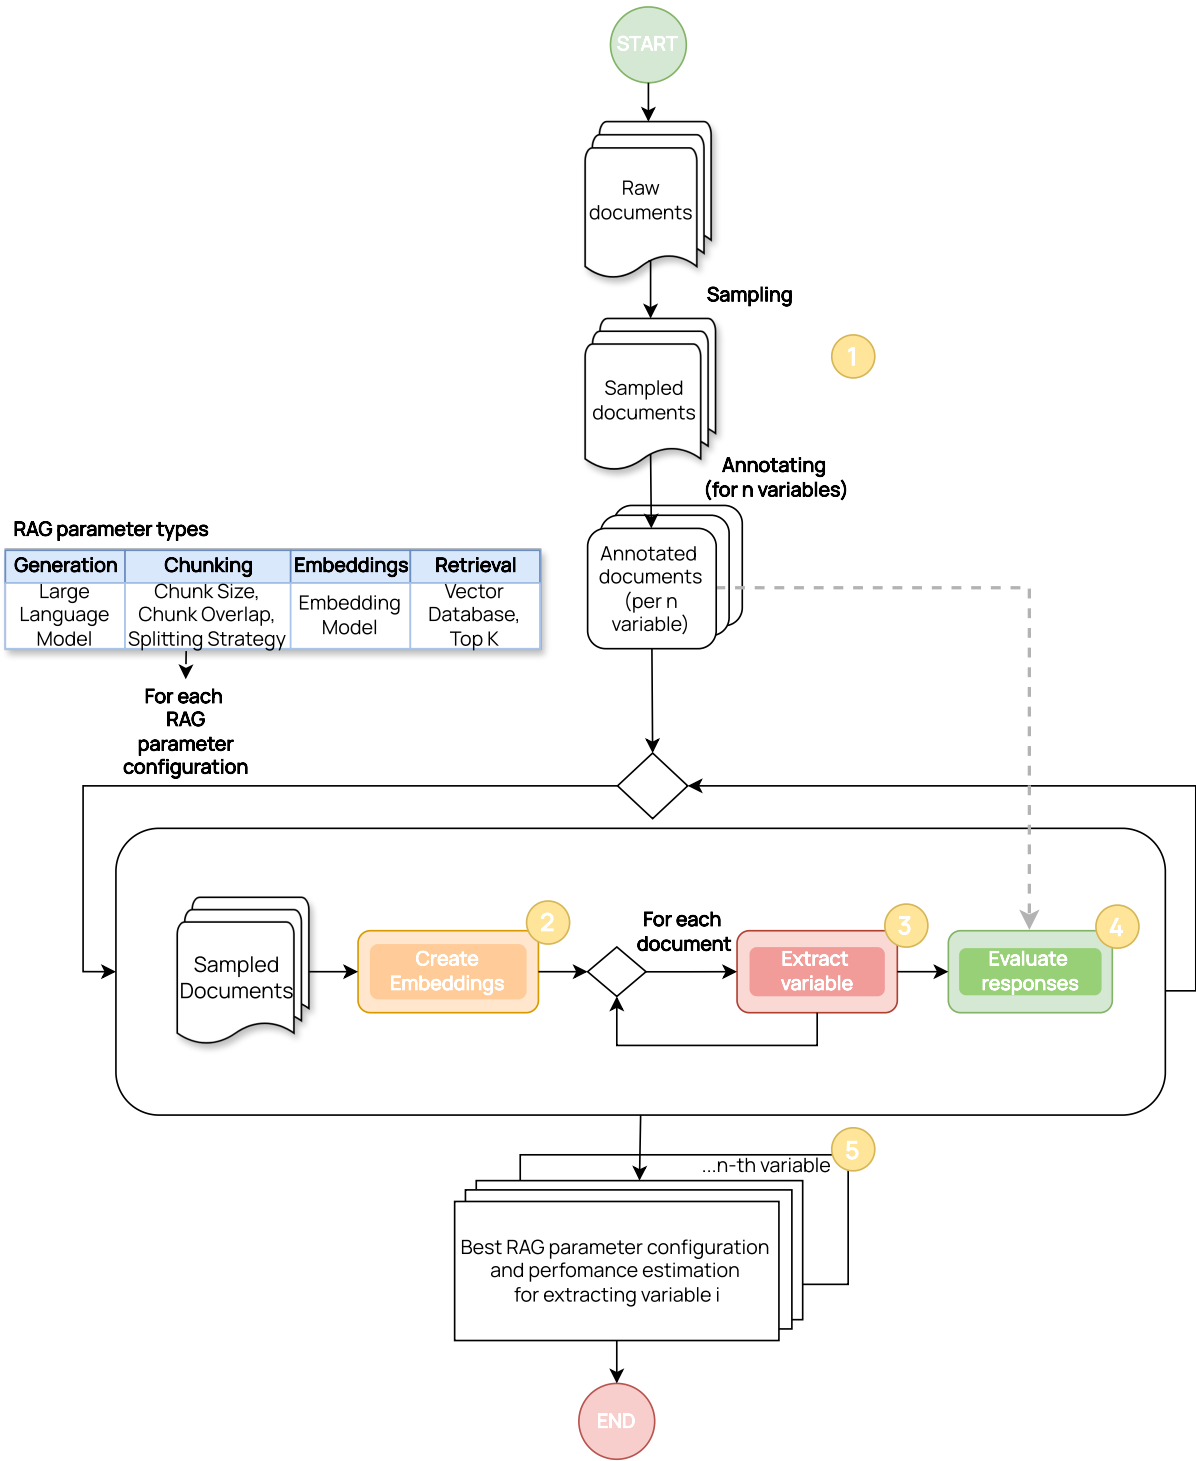 START
Raw
documents
Sampling
1
Sampled
documents
Annotating
(for n variables)
RAG parameter types
Generation Chunking Embeddings Retrieval
Large
Language
Model
Chunk Size,
Chunk Overlap,
Splitting Strategy
Embedding
Model
Vector
Database,
Top K
Annotated
documents
(per n
variable)
For each
RAG
parameter
configuration
Sampled
Documents
2
Create
Embeddings
For each
document
3
Extract
variable
4
Evaluate
responses
5
...n-th variable
Best RAG parameter configuration
and perfomance estimation
for extracting variable i
END